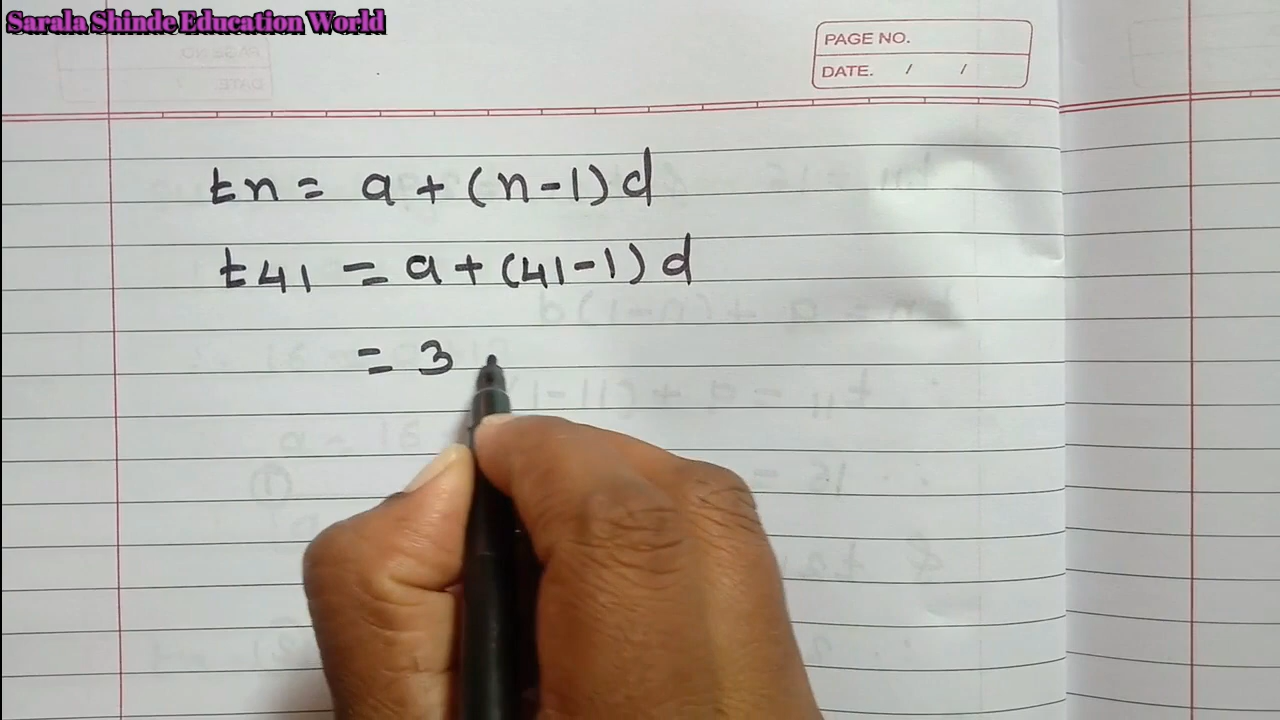 Sarala Shinde Education World
PAGE NO.
DATE. / /
tn = a + (n-1)d
t41 = a + (41-1)d
= 3